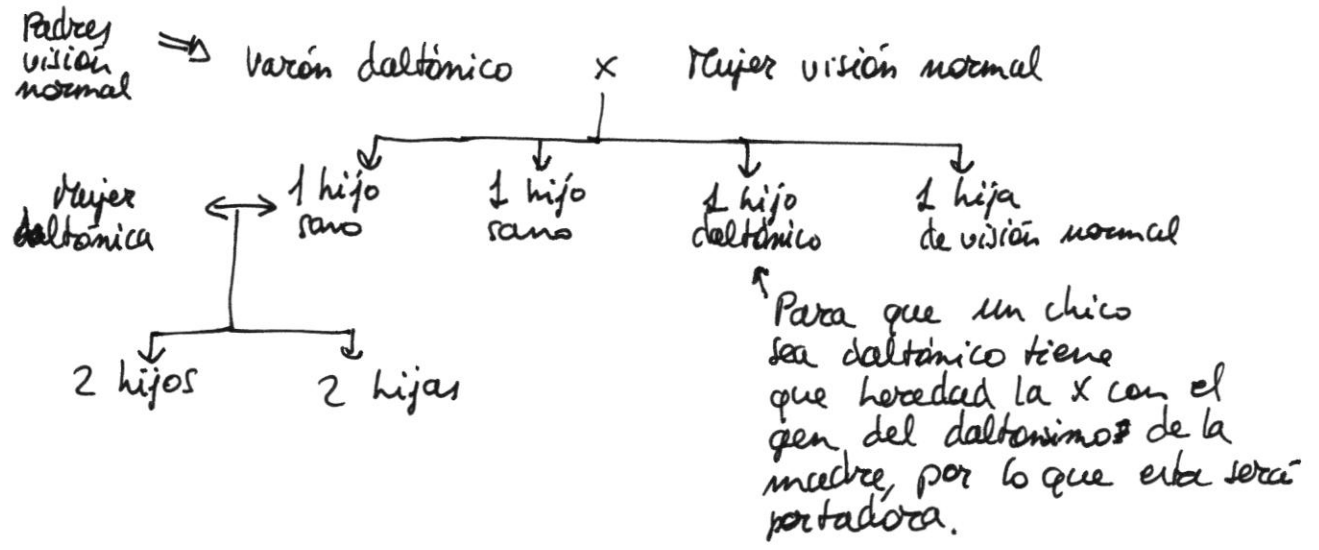 Padres
visión
normal
Varón daltónico x Mujer visión normal
Mujer
daltónica
1 hijo
sano
1 hijo
sano
1 hijo
daltónico
1 hija
de visión normal
2 hijos
2 hijas
Para que un chico
sea daltónico tiene
que heredad la x con el
gen del daltonimo de la
madre, por lo que esta será
portadora.